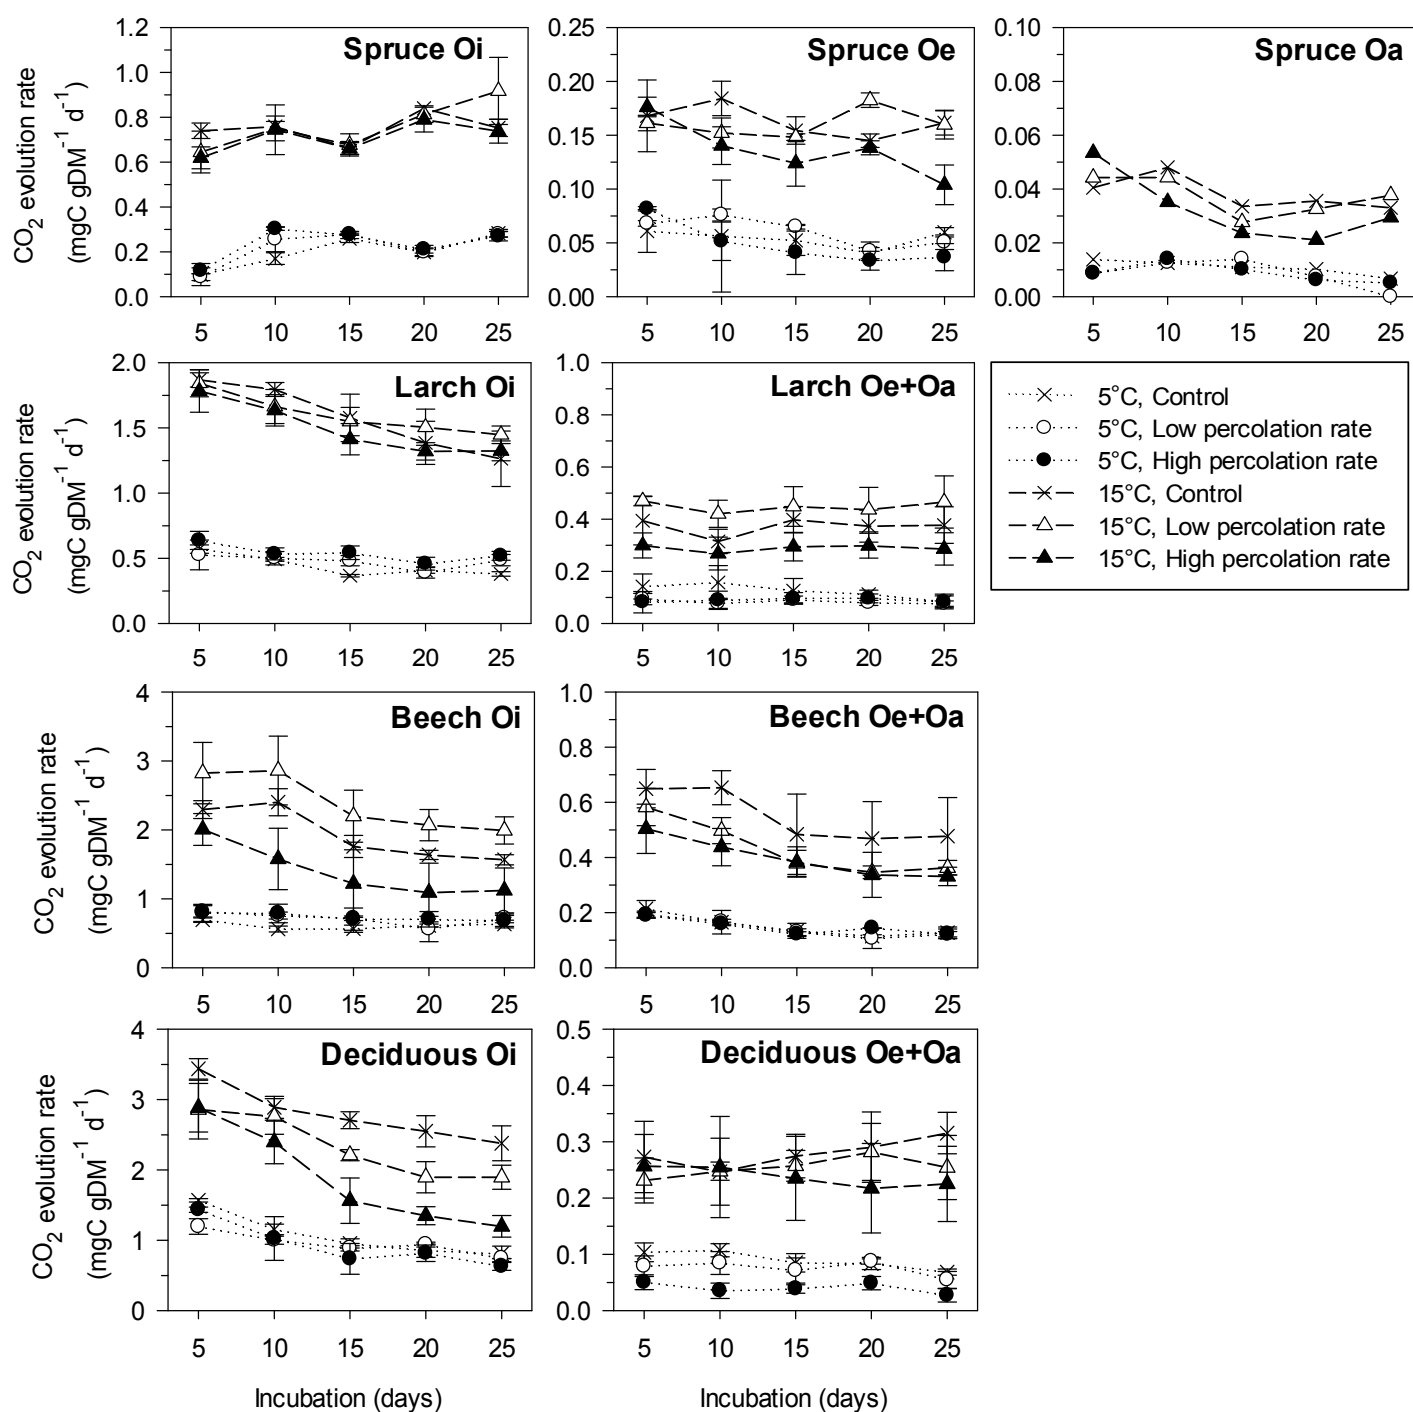 CO2 evolution rate
(mgC gDM-1 d-1)
1.2
1.0
0.8
0.6
0.4
0.2
0.0
Spruce Oi
5 10 15 20 25
0.25
0.20
0.15
0.10
0.05
0.00
Spruce Oe
5 10 15 20 25
0.10
0.08
0.06
0.04
0.02
0.00
Spruce Oa
5 10 15 20 25
CO2 evolution rate
(mgC gDM-1 d-1)
2.0
1.5
1.0
0.5
0.0
Larch Oi
5 10 15 20 25
1.0
0.8
0.6
0.4
0.2
0.0
Larch Oe+Oa
5 10 15 20 25
5°C, Control
5°C, Low percolation rate
5°C, High percolation rate
15°C, Control
15°C, Low percolation rate
15°C, High percolation rate
CO2 evolution rate
(mgC gDM-1 d-1)
4
3
2
1
0
Beech Oi
5 10 15 20 25
1.0
0.8
0.6
0.4
0.2
0.0
Beech Oe+Oa
5 10 15 20 25
CO2 evolution rate
(mgC gDM-1 d-1)
4
3
2
1
0
Deciduous Oi
5 10 15 20 25
Incubation (days)
0.5
0.4
0.3
0.2
0.1
0.0
Deciduous Oe+Oa
5 10 15 20 25
Incubation (days)